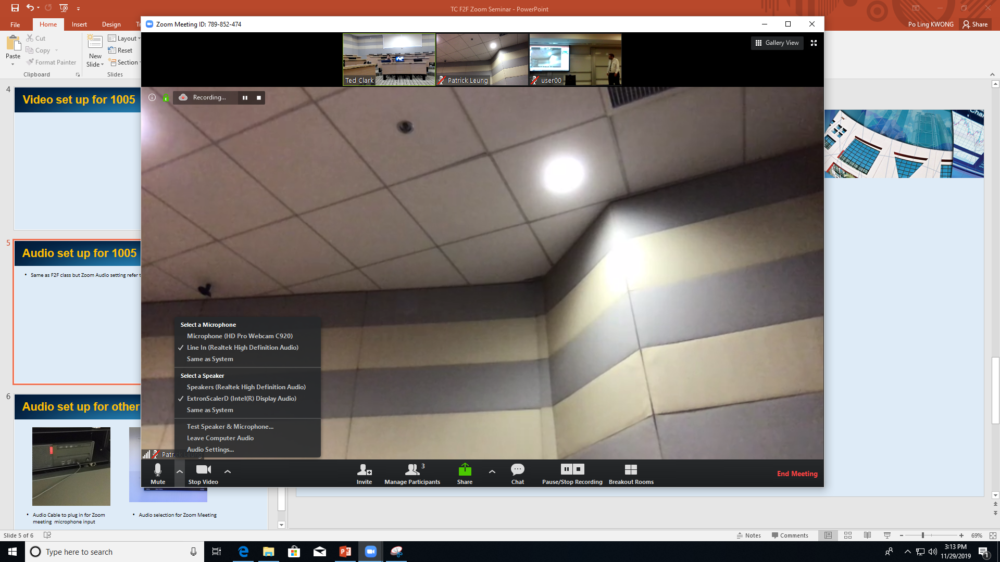 TC F2F Zoom Seminar - PowerPoint
File
Home
Insert
Design
Po Ling KWONG
Share
Paste
Cut
Copy
Format Painter
Clipboard
New
Slide
Layout
Reset
Section
Slides
Zoom Meeting ID: 789-852-474
Ted Clark
Patrick Leung
user00
Gallery View
Recording...
4
Video set up for 1005
5
Audio set up for 1005
• Same as F2F class but Zoom Audio setting refer t
6
Audio set up for other
• Audio Cable to plug in for Zoom
meeting microphone input
• Audio selection for Zoom Meeting
Select a Microphone
Microphone (HD Pro Webcam C920)
Line In (Realtek High Definition Audio)
Same as System
Select a Speaker
Speakers (Realtek High Definition Audio)
ExtronScalerD (Intel(R) Display Audio)
Same as System
Test Speaker & Microphone...
Leave Computer Audio
Audio Settings...
Patrick Leung
Mute
Stop Video
Invite
3
Manage Participants
Share
Chat
Pause/Stop Recording
Breakout Rooms
End Meeting
Slide 5 of 6
Notes
Comments
69%
Type here to search
3:13 PM
11/29/2019
1